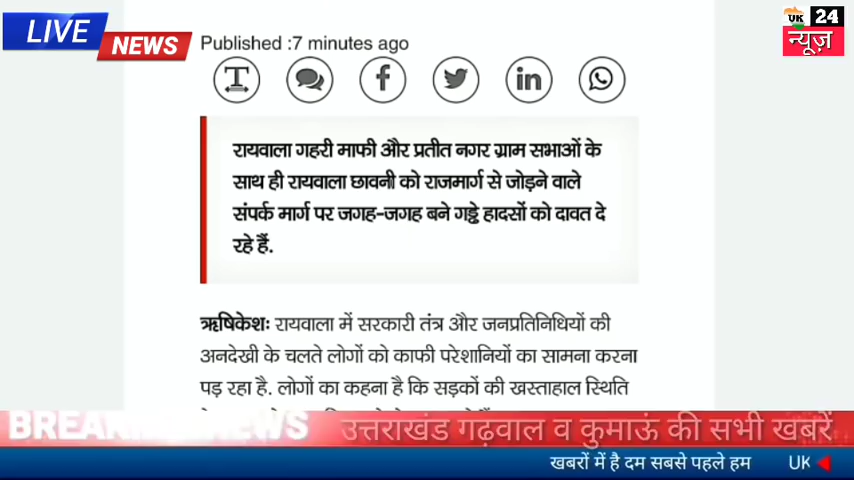 LIVE
NEWS
Published :7 minutes ago
UK 24
न्यूज़
रायवाला गहरी माफी और प्रतीत नगर ग्राम सभाओं के
साथ ही रायवाला छावनी को राजमार्ग से जोड़ने वाले
संपर्क मार्ग पर जगह-जगह बने गड्ढे हादसों को दावत दे
रहे हैं.
ऋषिकेशः रायवाला में सरकारी तंत्र और जनप्रतिनिधियों की
अनदेखी के चलते लोगों को काफी परेशानियों का सामना करना
पड़ रहा है. लोगों का कहना है कि सड़कों की खस्ताहाल स्थिति
BREAKING NEWS
उत्तराखंड गढ़वाल व कुमाऊं की सभी खबरें
खबरों में है दम सबसे पहले हम
UK